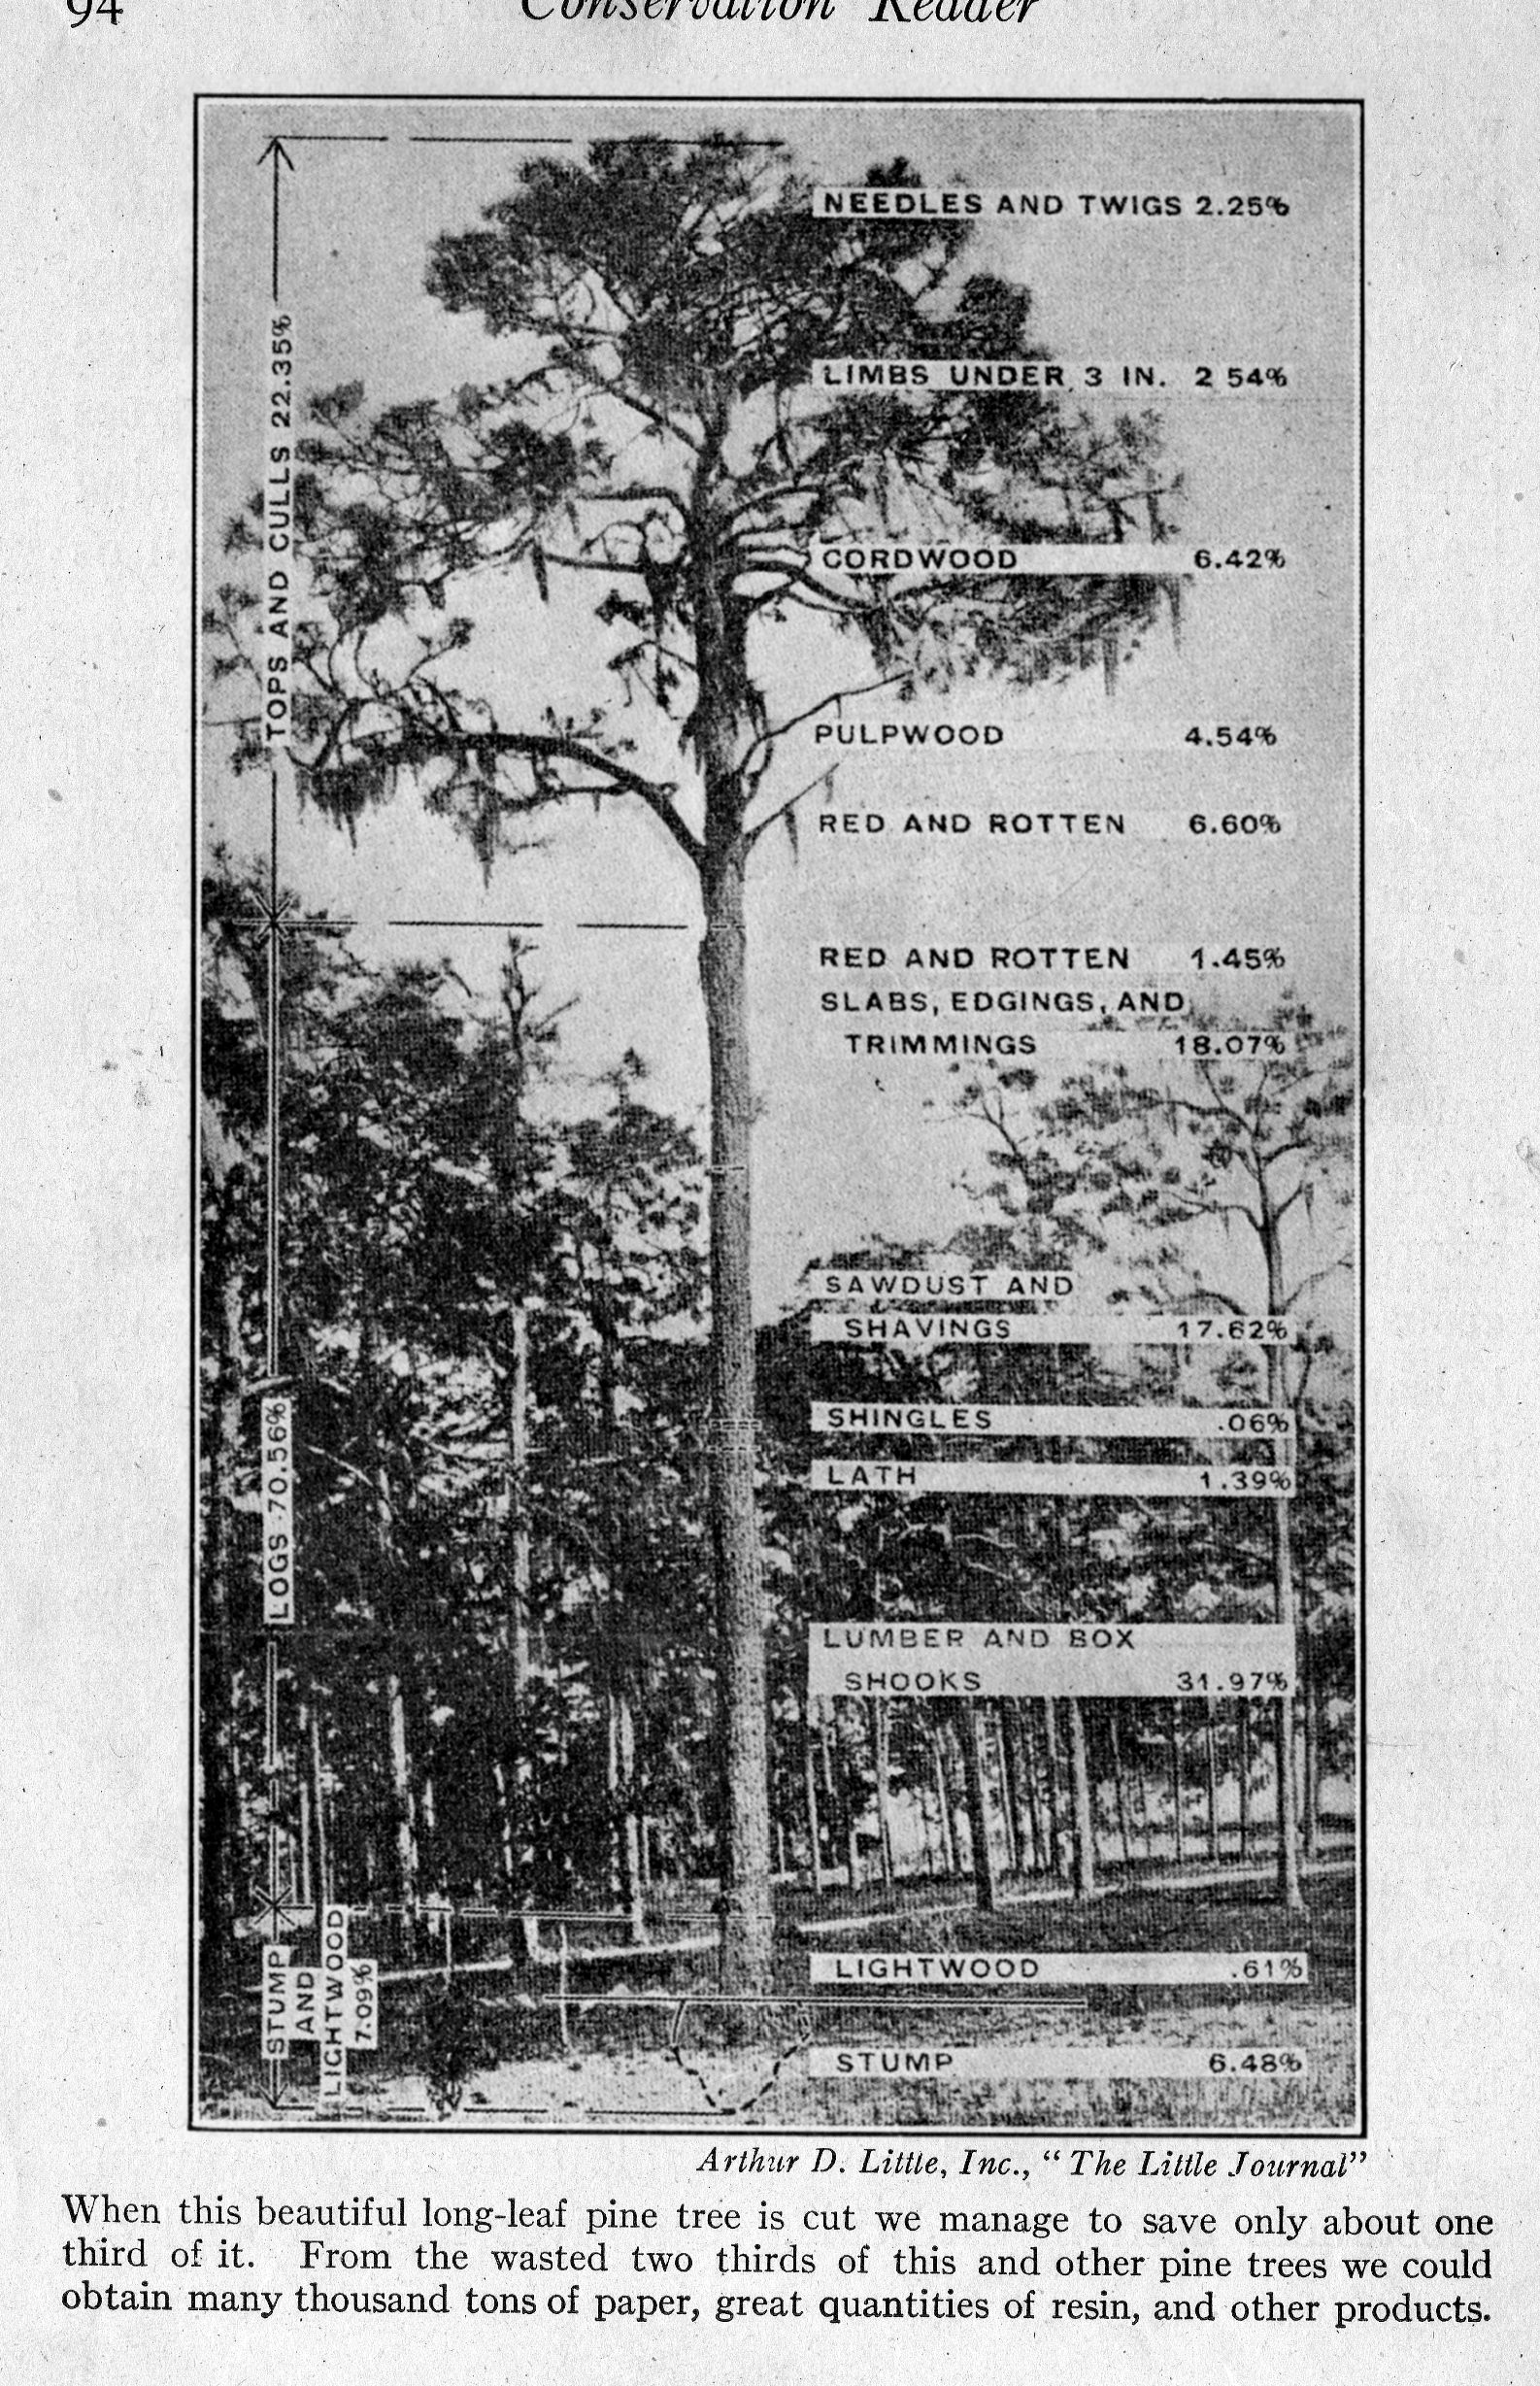 94
Conservation Reader
TOPS AND CULLS 22.35%
LOGS 70.56%
STUMP
AND
LIGHTWOOD
7.09%
NEEDLES AND TWIGS 2.25%
LIMBS UNDER 3 IN. 2 54%
CORDWOOD 6.42%
PULPWOOD 4.54%
RED AND ROTTEN 6.60%
RED AND ROTTEN 1.45%
SLABS, EDGINGS, AND
TRIMMINGS 18.07%
SAWDUST AND
SHAVINGS 17.62%
SHINGLES .06%
LATH 1.39%
LUMBER AND BOX
SHOOKS 31.97%
LIGHTWOOD .61%
STUMP 6.48%
Arthur D. Little, Inc., “ The Little Journal”
When this beautiful long-leaf pine tree is cut we manage to save only about one
third of it. From the wasted two thirds of this and other pine trees we could
obtain many thousand tons of paper, great quantities of resin, and other products.